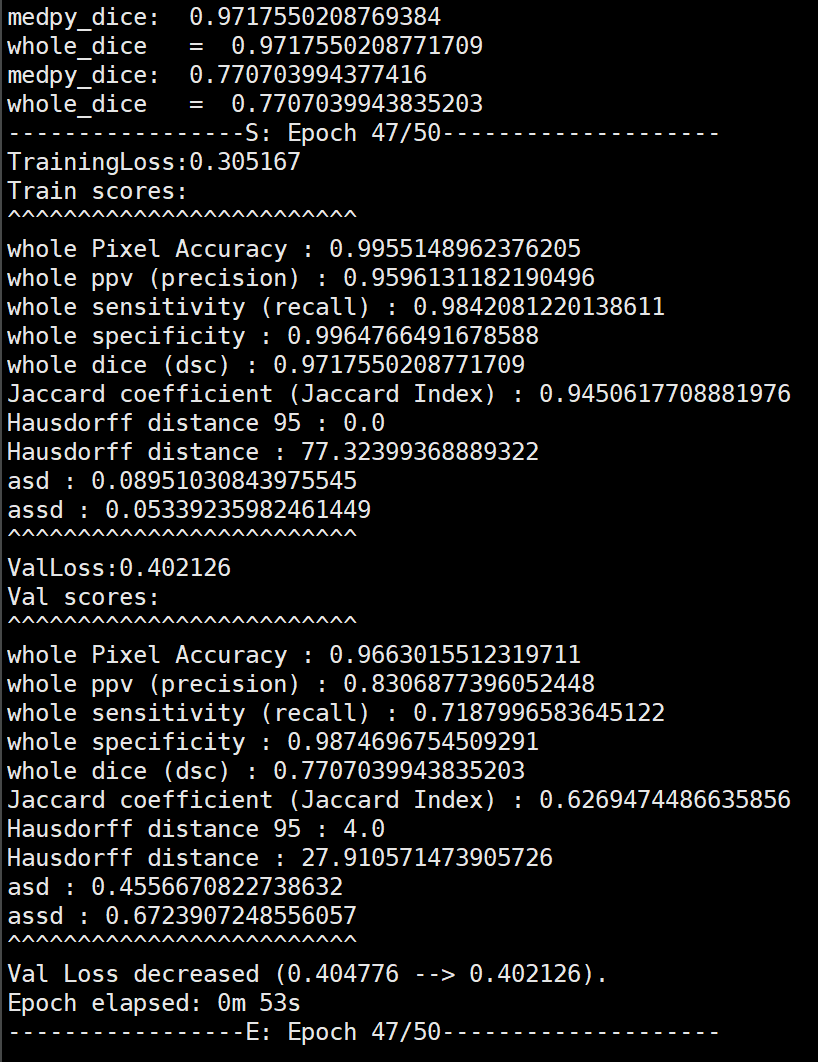 medpy_dice:  0.9717550208769384
whole_dice   =  0.9717550208771709
medpy_dice:  0.770703994377416
whole_dice   =  0.7707039943835203
-----------------S: Epoch 47/50--------------------
TrainingLoss:0.305167
Train scores:
^^^^^^^^^^^^^^^^^^^^^^^^^
whole Pixel Accuracy : 0.9955148962376205
whole ppv (precision) : 0.9596131182190496
whole sensitivity (recall) : 0.9842081220138611
whole specificity : 0.9964766491678588
whole dice (dsc) : 0.9717550208771709
Jaccard coefficient (Jaccard Index) : 0.9450617708881976
Hausdorff distance 95 : 0.0
Hausdorff distance : 77.32399368889322
asd : 0.08951030843975545
assd : 0.05339235982461449
^^^^^^^^^^^^^^^^^^^^^^^^^
ValLoss:0.402126
Val scores:
^^^^^^^^^^^^^^^^^^^^^^^^^
whole Pixel Accuracy : 0.9663015512319711
whole ppv (precision) : 0.8306877396052448
whole sensitivity (recall) : 0.7187996583645122
whole specificity : 0.9874696754509291
whole dice (dsc) : 0.7707039943835203
Jaccard coefficient (Jaccard Index) : 0.6269474486635856
Hausdorff distance 95 : 4.0
Hausdorff distance : 27.910571473905726
asd : 0.4556670822738632
assd : 0.6723907248556057
^^^^^^^^^^^^^^^^^^^^^^^^^
Val Loss decreased (0.404776 --> 0.402126).
Epoch elapsed: 0m 53s
-----------------E: Epoch 47/50--------------------